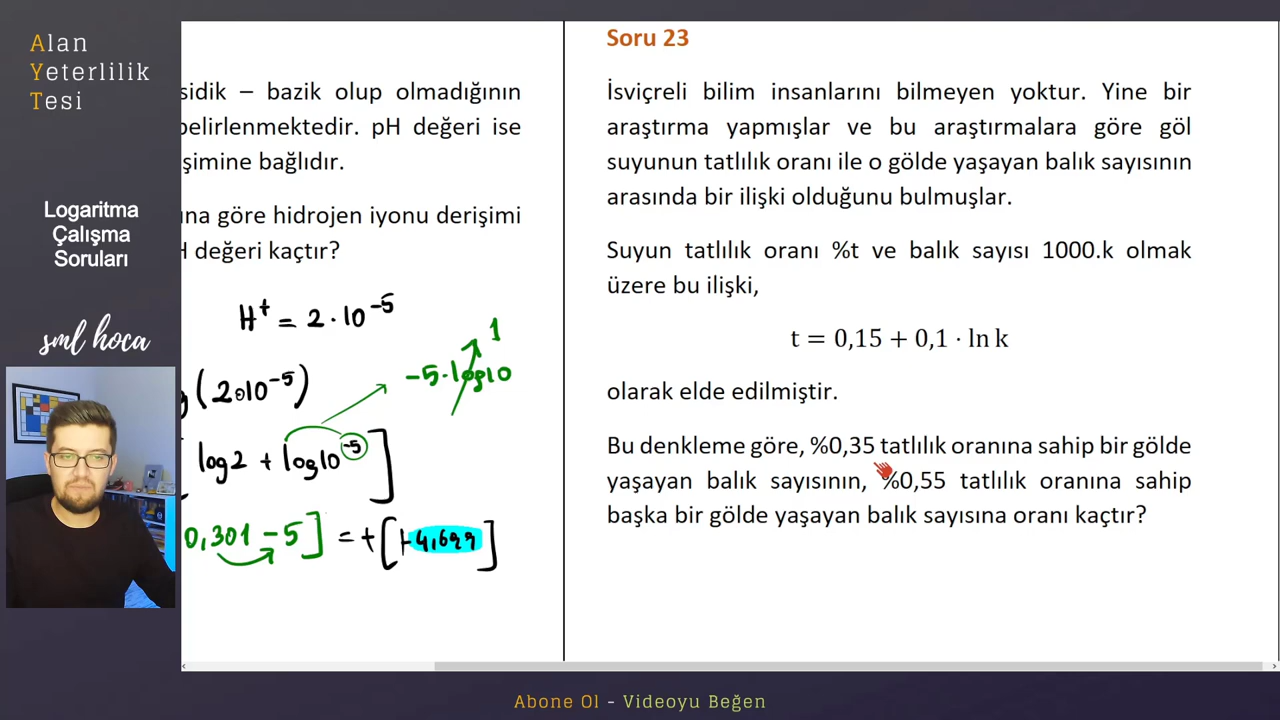 Alan
Yeterlilik
Tesi
Logaritma
Çalışma
Soruları
sml hoca
sidik – bazik olup olmadığının
belirlenmektedir. pH değeri ise
şimine bağlıdır.
ına göre hidrojen iyonu derişimi
H değeri kaçtır?
H+ = 2 · 10^-5
(2·10^-5)
-5·log10
1
log2 + log10^-5 ]
0,301 - 5 ] = +[+4,699]
Soru 23
İsviçreli bilim insanlarını bilmeyen yoktur. Yine bir
araştırma yapmışlar ve bu araştırmalara göre göl
suyunun tatlılık oranı ile o gölde yaşayan balık sayısının
arasında bir ilişki olduğunu bulmuşlar.
Suyun tatlılık oranı %t ve balık sayısı 1000.k olmak
üzere bu ilişki,
t = 0,15 + 0,1 · ln k
olarak elde edilmiştir.
Bu denkleme göre, %0,35 tatlılık oranına sahip bir gölde
yaşayan balık sayısının, %0,55 tatlılık oranına sahip
başka bir gölde yaşayan balık sayısına oranı kaçtır?
Abone Ol - Videoyu Beğen